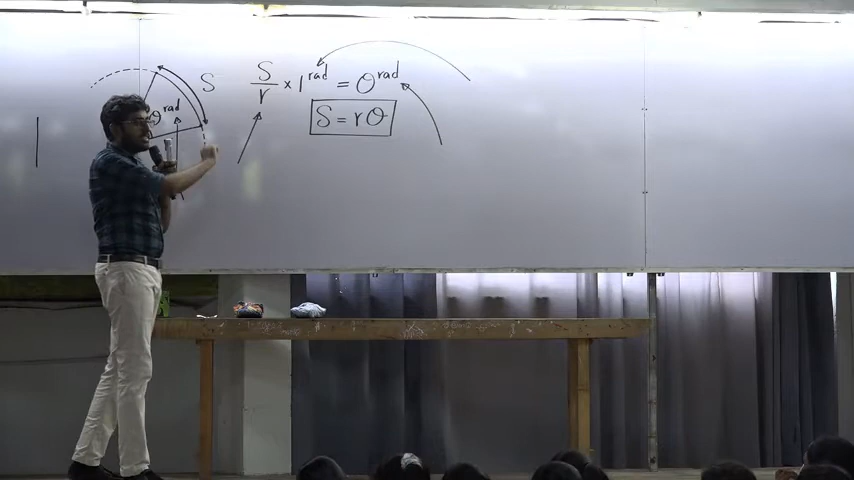 S
θ^rad
S/r × 1^rad = θ^rad
S = rθ